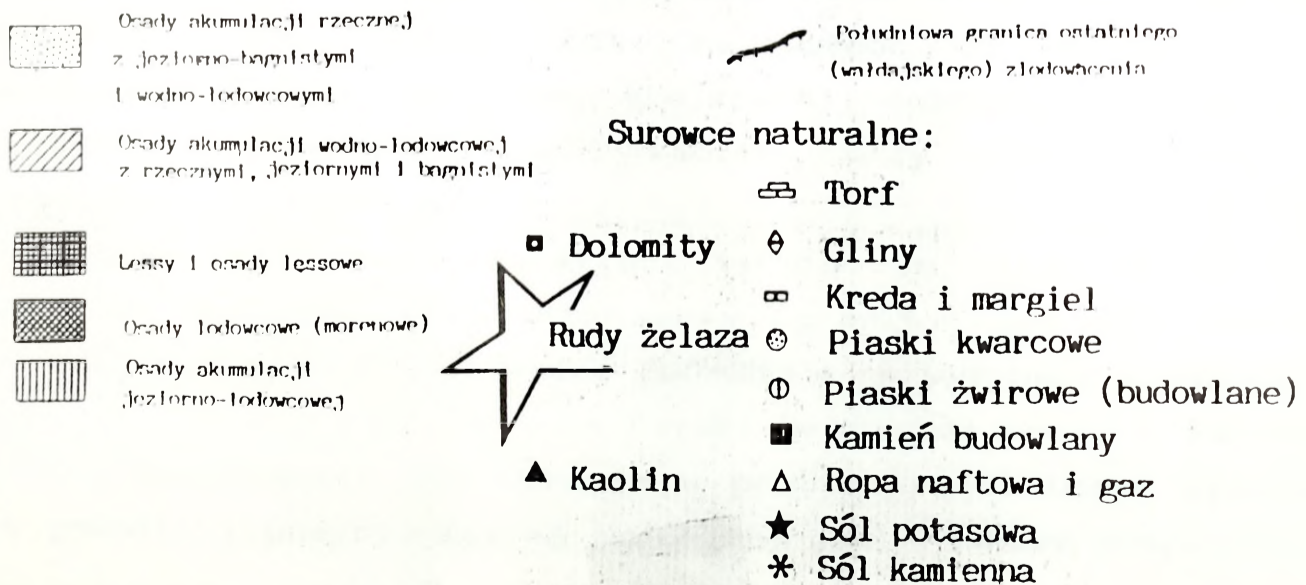 Osady akumulacji rzecznej
z jeziorno-bagnistymi
i wodno-lodowcowymi
Osady akumulacji wodno-lodowcowej
z rzecznymi, jeziornymi i bagnistymi
Lessy i osady lessowe
Osady lodowcowe (morenowe)
Osady akumulacji
jeziorno-lodowcowej
Południowa granica ostatniego
(wałdajskiego) zlodowacenia
Surowce naturalne:
Torf
Dolomity
Gliny
Kreda i margiel
Rudy żelaza
Piaski kwarcowe
Piaski żwirowe (budowlane)
Kamień budowlany
Kaolin
Ropa naftowa i gaz
Sól potasowa
Sól kamienna